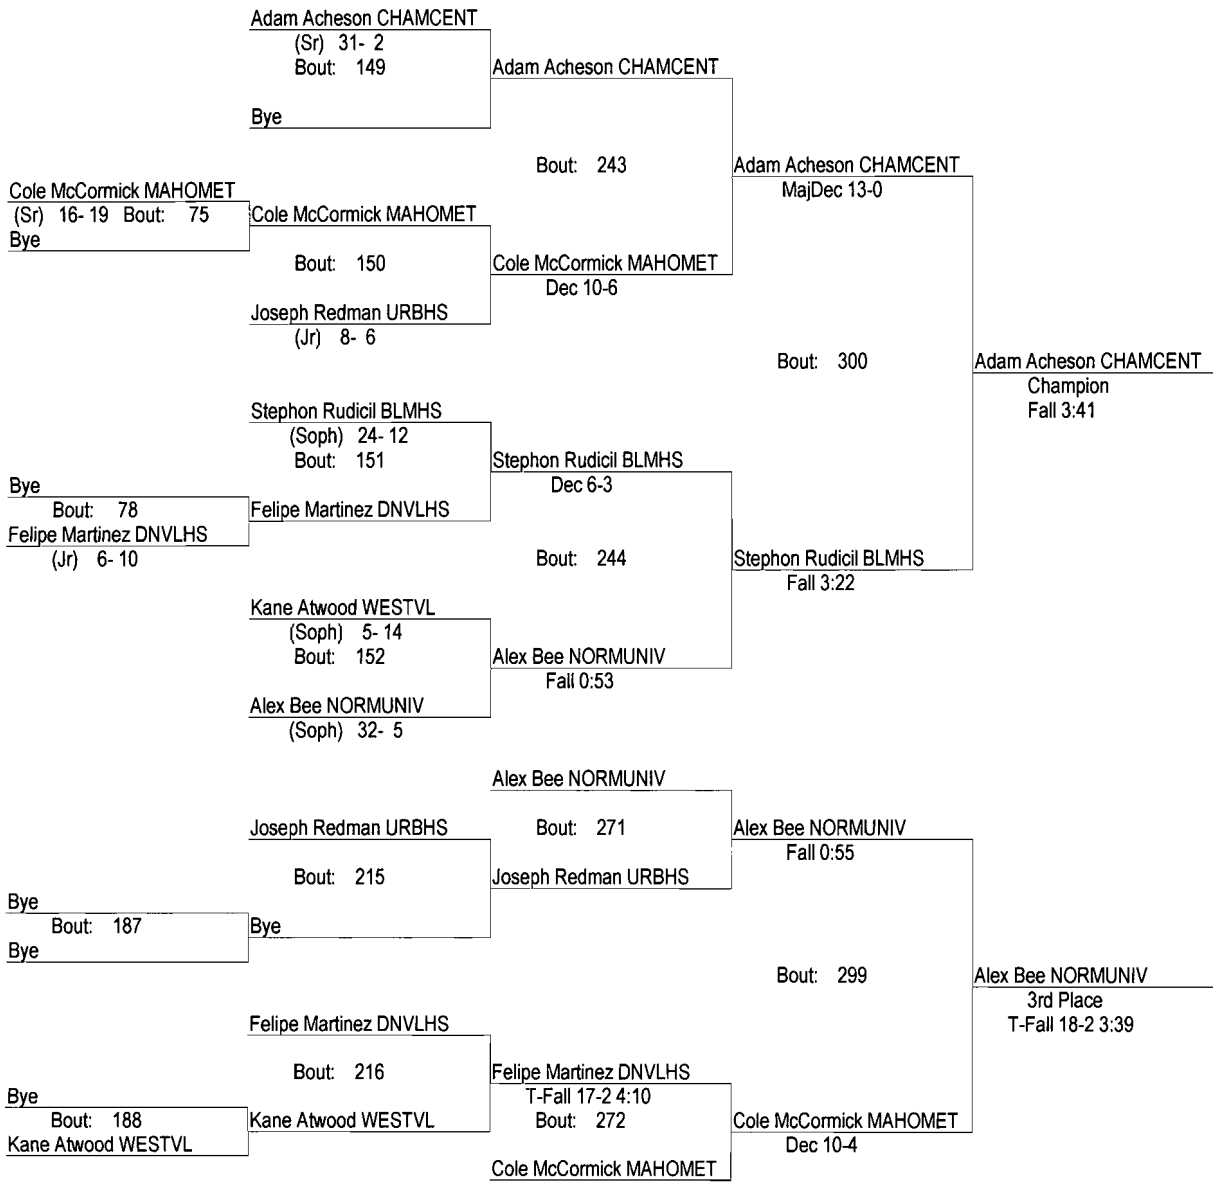 Adam Acheson CHAMCENT
(Sr) 31- 2
Bout: 149
Adam Acheson CHAMCENT
Bye
Bout: 243
Adam Acheson CHAMCENT
MajDec 13-0
Cole McCormick MAHOMET
(Sr) 16- 19 Bout: 75
Bye
Cole McCormick MAHOMET
Bout: 150
Cole McCormick MAHOMET
Dec 10-6
Joseph Redman URBHS
(Jr) 8- 6
Bout: 300
Adam Acheson CHAMCENT
Champion
Fall 3:41
Stephon Rudicil BLMHS
(Soph) 24- 12
Bout: 151
Stephon Rudicil BLMHS
Dec 6-3
Bye
Bout: 78
Felipe Martinez DNVLHS
(Jr) 6- 10
Felipe Martinez DNVLHS
Bout: 244
Stephon Rudicil BLMHS
Fall 3:22
Kane Atwood WESTVL
(Soph) 5- 14
Bout: 152
Alex Bee NORMUNIV
Fall 0:53
Alex Bee NORMUNIV
(Soph) 32- 5
Alex Bee NORMUNIV
Joseph Redman URBHS
Bout: 271
Alex Bee NORMUNIV
Fall 0:55
Bout: 215
Joseph Redman URBHS
Bye
Bout: 187
Bye
Bye
Bout: 299
Alex Bee NORMUNIV
3rd Place
T-Fall 18-2 3:39
Felipe Martinez DNVLHS
Bout: 216
Felipe Martinez DNVLHS
T-Fall 17-2 4:10
Bye
Bout: 188
Kane Atwood WESTVL
Kane Atwood WESTVL
Bout: 272
Cole McCormick MAHOMET
Dec 10-4
Cole McCormick MAHOMET